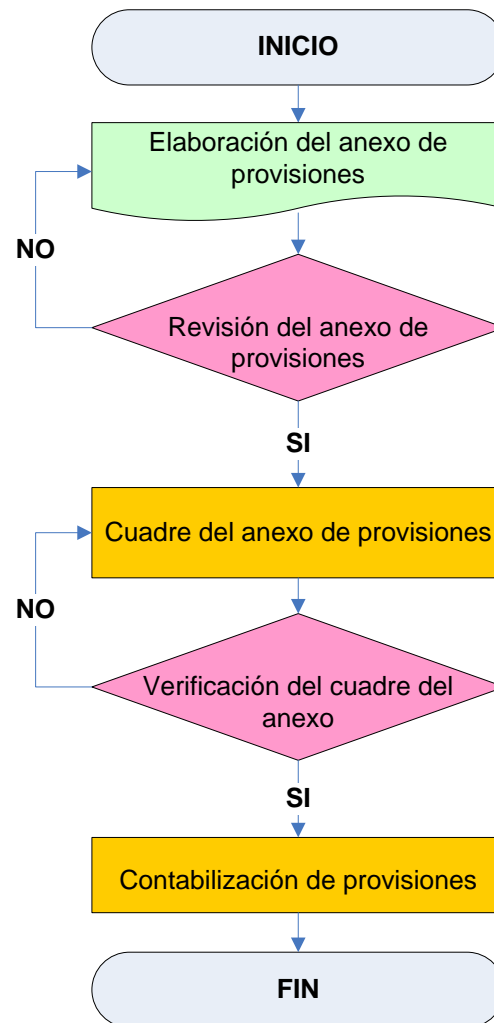 INICIO
Elaboración del anexo de
provisiones
NO
Revisión del anexo de
provisiones
SI
Cuadre del anexo de provisiones
NO
Verificación del cuadre del
anexo
SI
Contabilización de provisiones
FIN